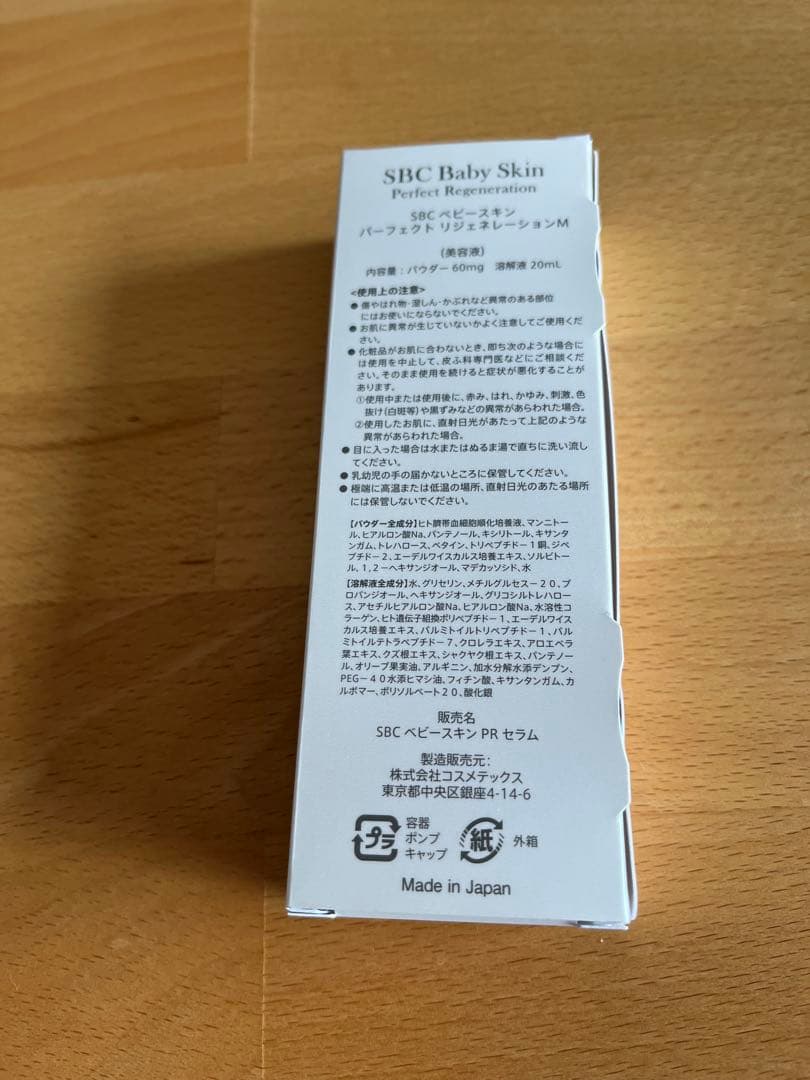 SBC Baby Skin
Perfect Regeneration
SBC ベビースキン
パーフェクト リジェネレーションM
(美容液)
内容量：パウダー 60mg 溶解液 20mL
<使用上の注意>
● 傷やはれ物・湿しん・かぶれなど異常のある部位
にはお使いにならないでください。
● お肌に異常が生じていないかよく注意してご使用くだ
さい。
● 化粧品がお肌に合わないとき、即ち次のような場合に
は使用を中止して、皮ふ科専門医などにご相談くだ
さい。そのまま使用を続けると症状が悪化することが
あります。
①使用中または使用後に、赤み、はれ、かゆみ、刺激、色
抜け(白斑等)や黒ずみなどの異常があらわれた場合。
②使用したお肌に、直射日光があたって上記のような
異常があらわれた場合。
● 目に入った場合は水またはぬるま湯で直ちに洗い流し
てください。
● 乳幼児の手の届かないところに保管してください。
● 極端に高温または低温の場所、直射日光のあたる場所
には保管しないでください。
【パウダー全成分】ヒト臍帯血細胞順化培養液、マンニトー
ル、ヒアルロン酸Na、パンテノール、キシリトール、キサンタ
ンガム、トレハロース、ベタイン、トリペプチド－1銅、ジペ
プチド－2、エーデルワイスカルス培養エキス、ソルビトー
ル、1,2－ヘキサンジオール、マデカッソシド、水
【溶解液全成分】水、グリセリン、メチルグルセス－20、プ
ロパンジオール、ヘキサンジオール、グリコシルトレハロー
ス、アセチルヒアルロン酸Na、ヒアルロン酸Na、水溶性コ
ラーゲン、ヒト遺伝子組換ポリペプチド－1、エーデルワイス
カルス培養エキス、パルミトイルトリペプチド－1、パルミ
トイルテトラペプチド－7、クロレラエキス、アロエベラ
葉エキス、クズ根エキス、シャクヤク根エキス、パンテノー
ル、オリーブ果実油、アルギニン、加水分解水添デンプン、
PEG－40水添ヒマシ油、フィチン酸、キサンタンガム、カ
ルボマー、ポリソルベート20、酸化銀
販売名
SBC ベビースキン PR セラム
製造販売元：
株式会社コスメテックス
東京都中央区銀座4-14-6
プラ 容器
ポンプ
キャップ
紙 外箱
Made in Japan